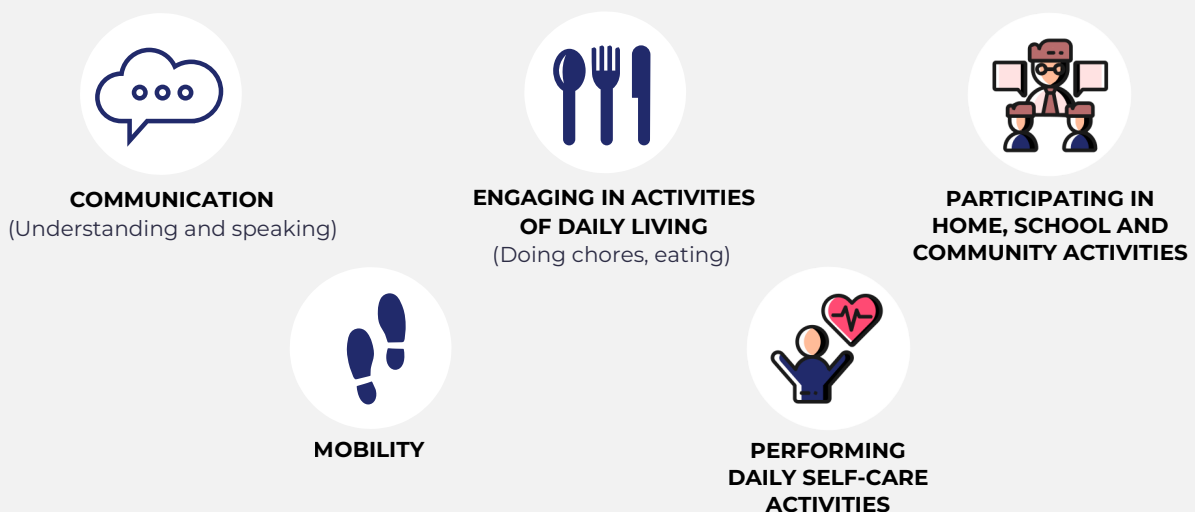 COMMUNICATION
(Understanding and speaking)
ENGAGING IN ACTIVITIES
OF DAILY LIVING
(Doing chores, eating)
PARTICIPATING IN
HOME, SCHOOL AND
COMMUNITY ACTIVITIES
MOBILITY
PERFORMING
DAILY SELF-CARE
ACTIVITIES